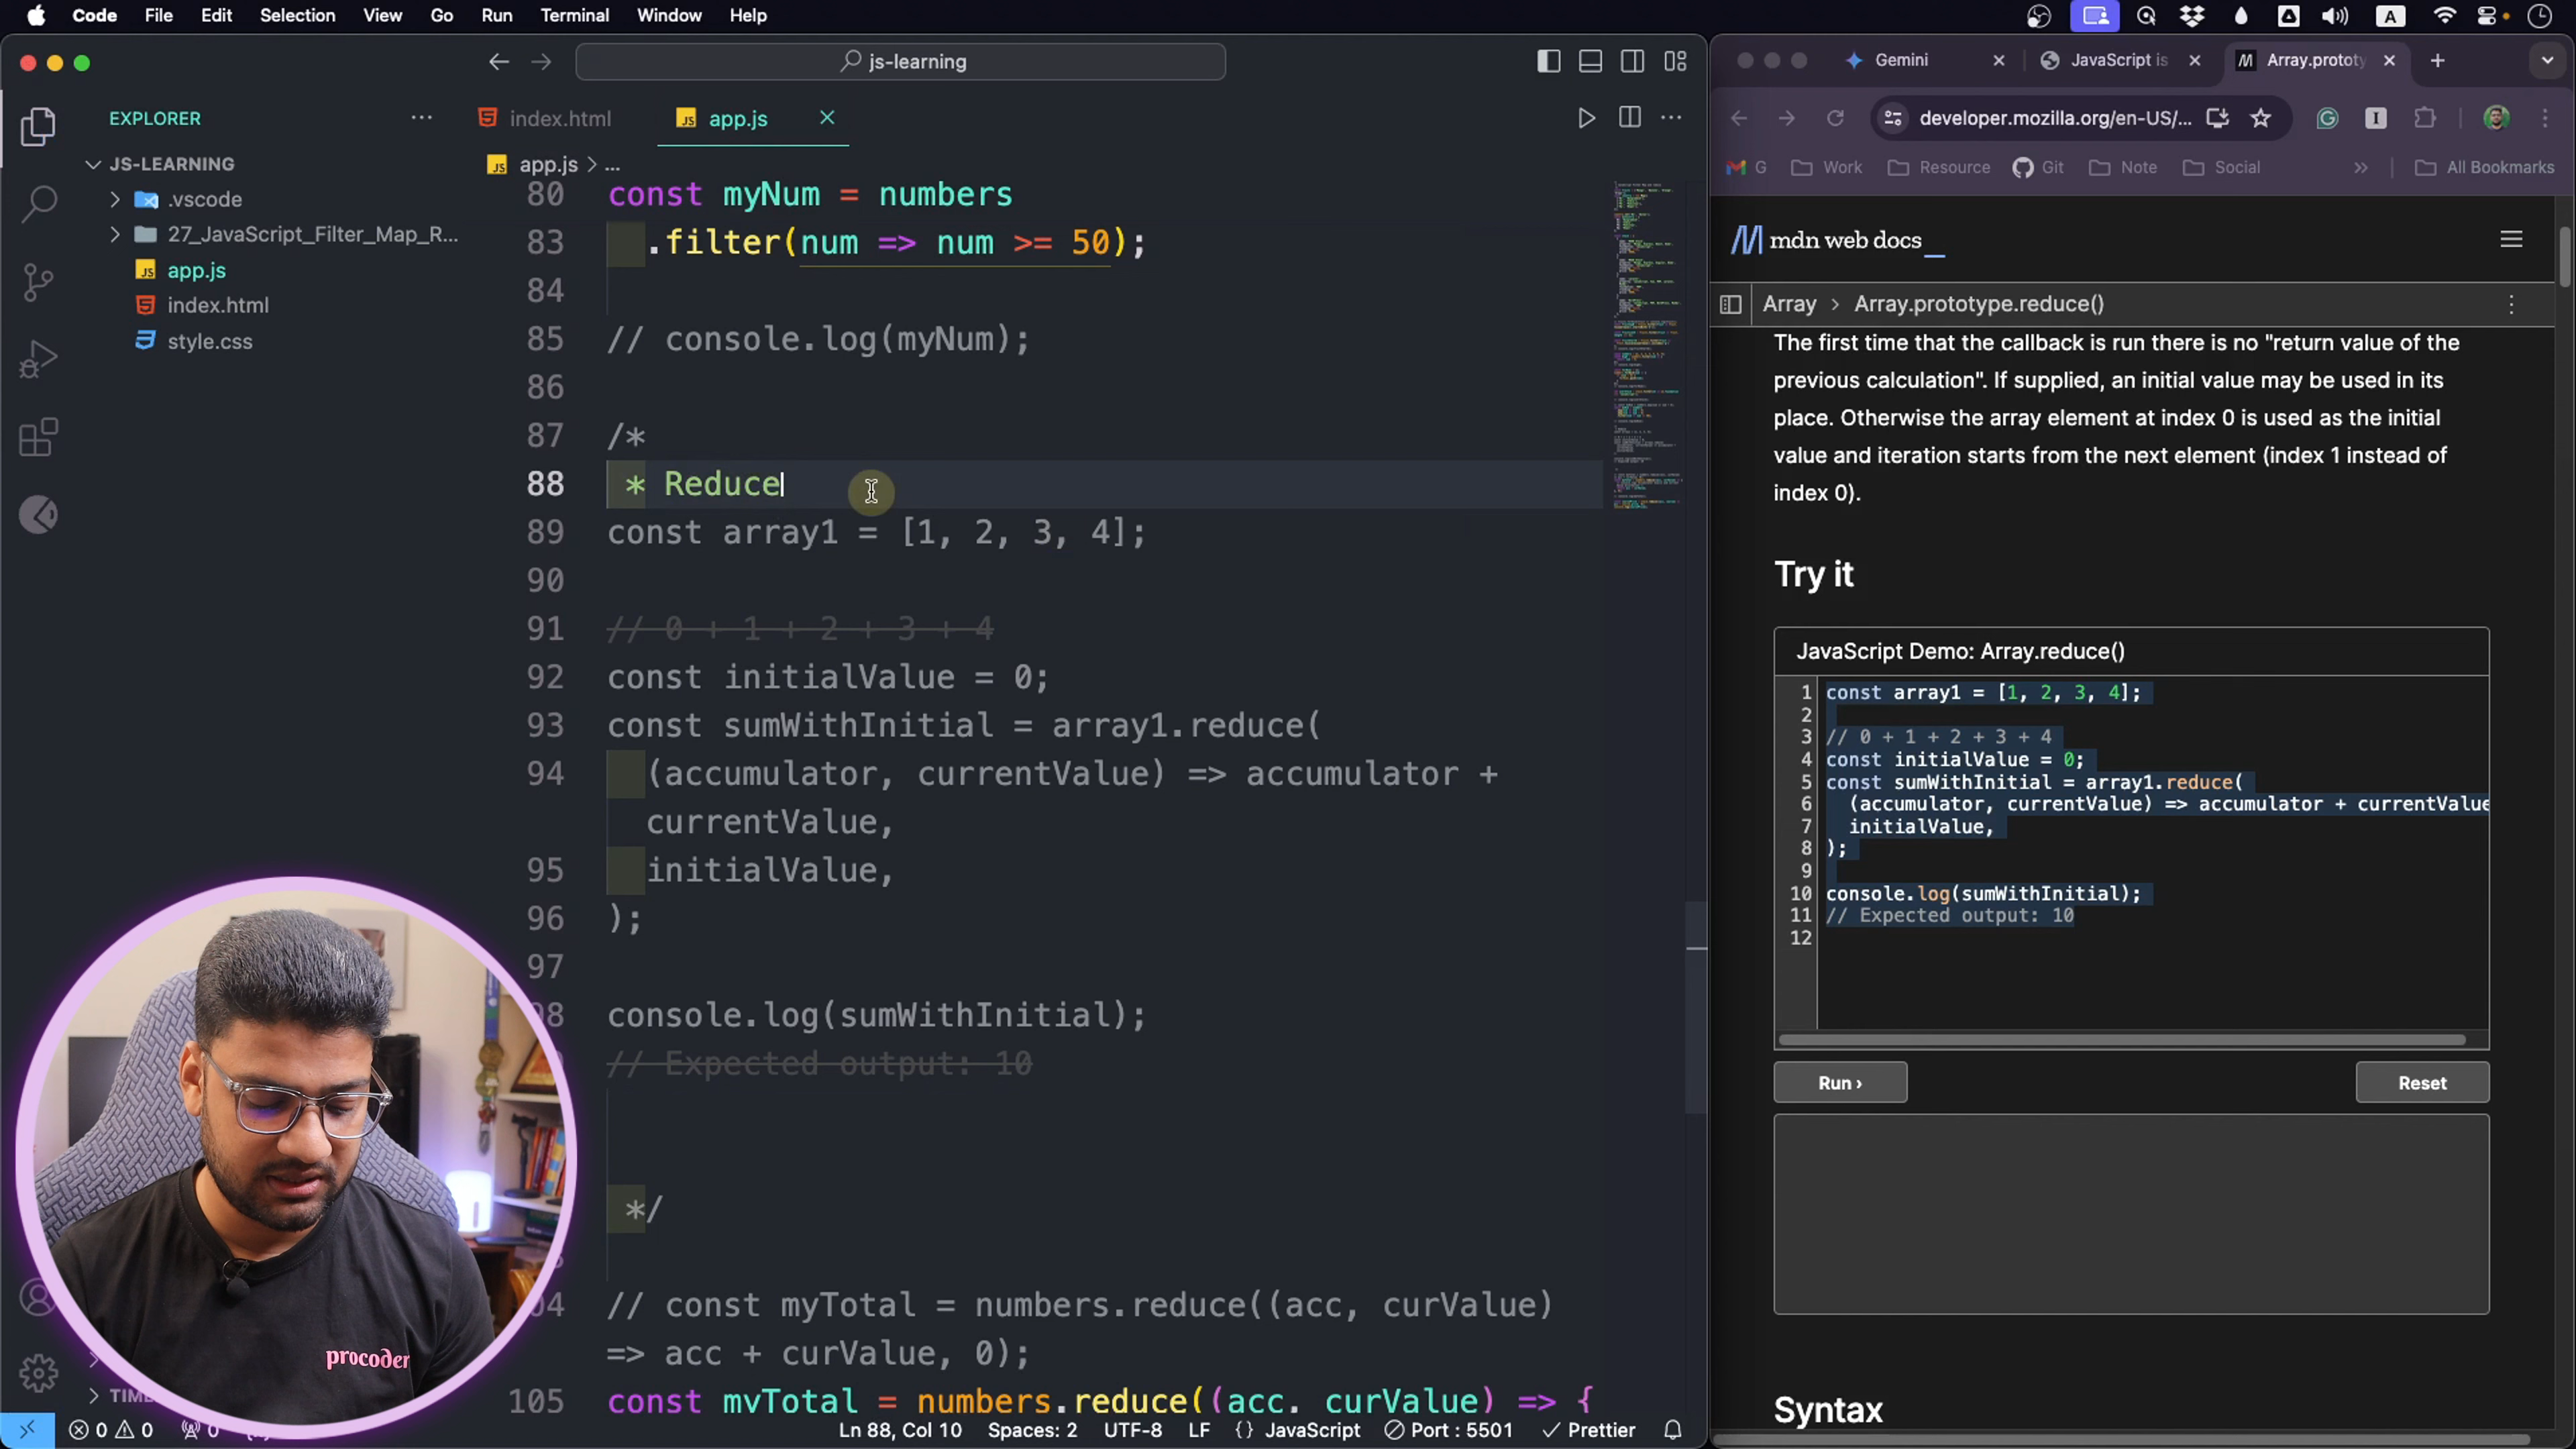 Code File Edit Selection View Go Run Terminal Window Help
A
js-learning
EXPLORER
JS-LEARNING
.vscode
27_JavaScript_Filter_Map_R...
app.js
index.html
style.css
index.html
app.js
app.js > ...
80 const myNum = numbers
83 .filter(num => num >= 50);
84
85 // console.log(myNum);
86
87 /*
88 * Reduce
89 const array1 = [1, 2, 3, 4];
90
91 // 0 + 1 + 2 + 3 + 4
92 const initialValue = 0;
93 const sumWithInitial = array1.reduce(
94 (accumulator, currentValue) => accumulator +
currentValue,
95 initialValue,
96 );
97
98 console.log(sumWithInitial);
// Expected output: 10
*/
// const myTotal = numbers.reduce((acc, curValue)
=> acc + curValue, 0);
105 const myTotal = numbers.reduce((acc, curValue) => {
procoder
0 0 0
Ln 88, Col 10 Spaces: 2 UTF-8 LF {} JavaScript Port : 5501 Prettier
Gemini
JavaScript is
Array.prototy
developer.mozilla.org/en-US/...
G Work Resource Git Note Social » All Bookmarks
mdn web docs_
Array > Array.prototype.reduce()
The first time that the callback is run there is no "return value of the
previous calculation". If supplied, an initial value may be used in its
place. Otherwise the array element at index 0 is used as the initial
value and iteration starts from the next element (index 1 instead of
index 0).
Try it
JavaScript Demo: Array.reduce()
1 const array1 = [1, 2, 3, 4];
2
3 // 0 + 1 + 2 + 3 + 4
4 const initialValue = 0;
5 const sumWithInitial = array1.reduce(
6 (accumulator, currentValue) => accumulator + currentValue
7 initialValue,
8 );
9
10 console.log(sumWithInitial);
11 // Expected output: 10
12
Run ›
Reset
Syntax